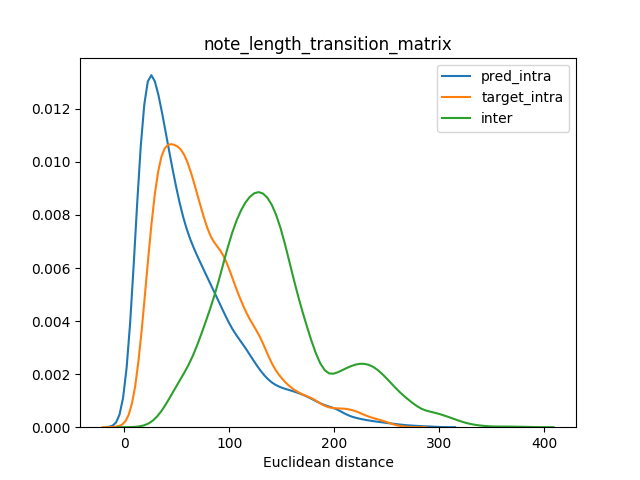 note_length_transition_matrix
pred_intra
target_intra
inter
0.012
0.010
0.008
0.006
0.004
0.002
0.000
0
100
200
300
400
Euclidean distance